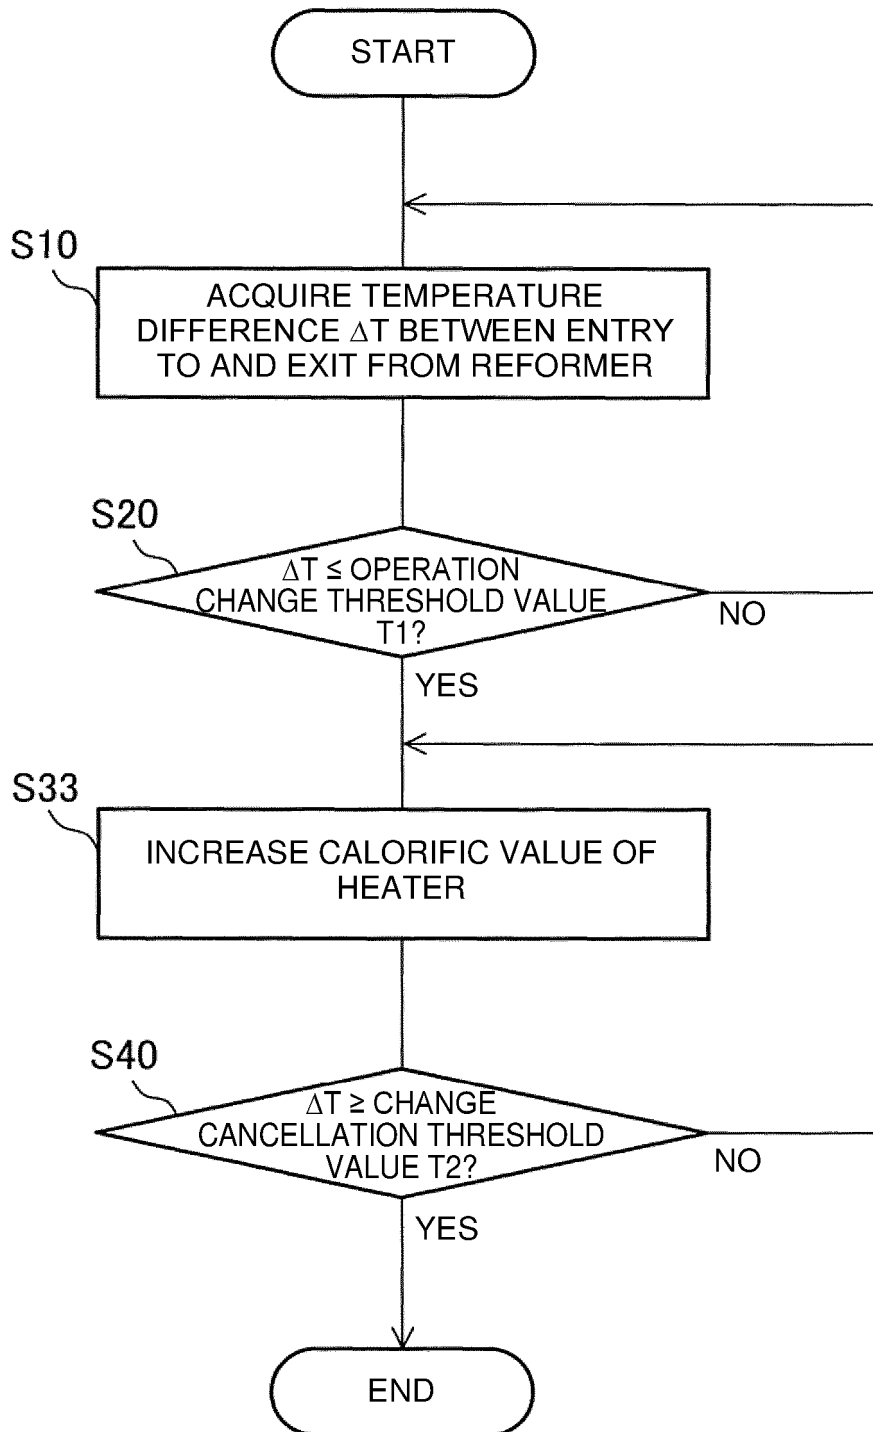 START
S10
ACQUIRE TEMPERATURE
DIFFERENCE ΔT BETWEEN ENTRY
TO AND EXIT FROM REFORMER
S20
ΔT ≤ OPERATION
CHANGE THRESHOLD VALUE
T1?
NO
YES
S33
INCREASE CALORIFIC VALUE OF
HEATER
S40
ΔT ≥ CHANGE
CANCELLATION THRESHOLD
VALUE T2?
NO
YES
END